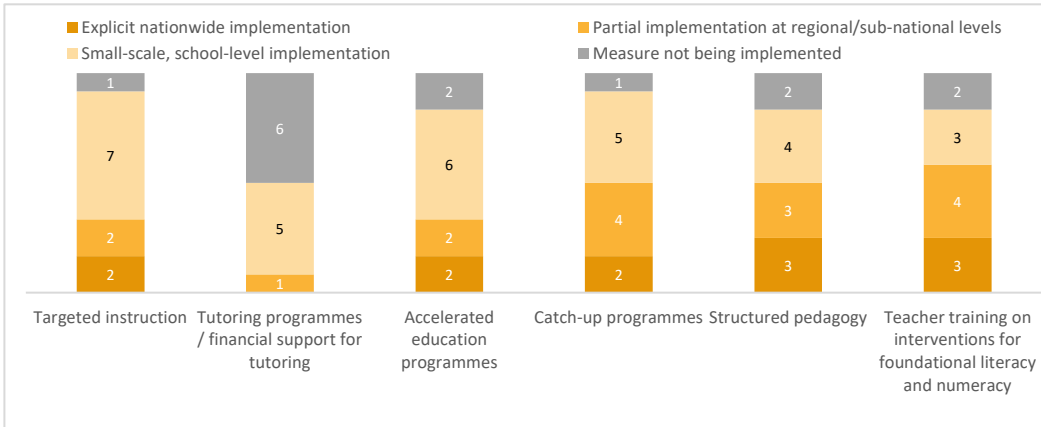 Explicit nationwide implementation
Partial implementation at regional/sub-national levels
Small-scale, school-level implementation
Measure not being implemented
1
7
2
2
6
5
1
2
6
2
2
1
5
4
2
2
4
3
3
2
3
4
3
Targeted instruction
Tutoring programmes
/ financial support for
tutoring
Accelerated
education
programmes
Catch-up programmes
Structured pedagogy
Teacher training on
interventions for
foundational literacy
and numeracy